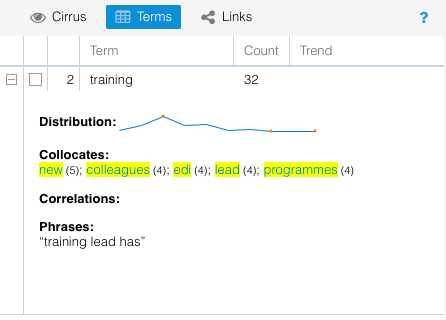 Cirrus Terms Links ?
Term Count Trend
2 training 32
Distribution:
Collocates:
new (5); colleagues (4); edi (4); lead (4); programmes (4)
Correlations:
Phrases:
“training lead has”